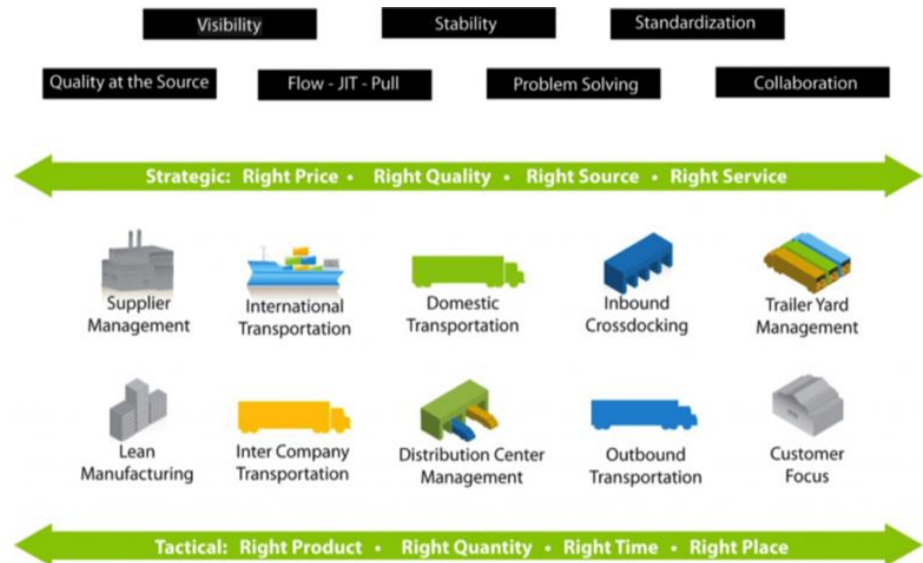 Visibility
Stability
Standardization
Quality at the Source
Flow - JIT - Pull
Problem Solving
Collaboration
Strategic: Right Price • Right Quality • Right Source • Right Service
Supplier
Management
International
Transportation
Domestic
Transportation
Inbound
Crossdocking
Trailer Yard
Management
Lean
Manufacturing
Inter Company
Transportation
Distribution Center
Management
Outbound
Transportation
Customer
Focus
Tactical: Right Product • Right Quantity • Right Time • Right Place